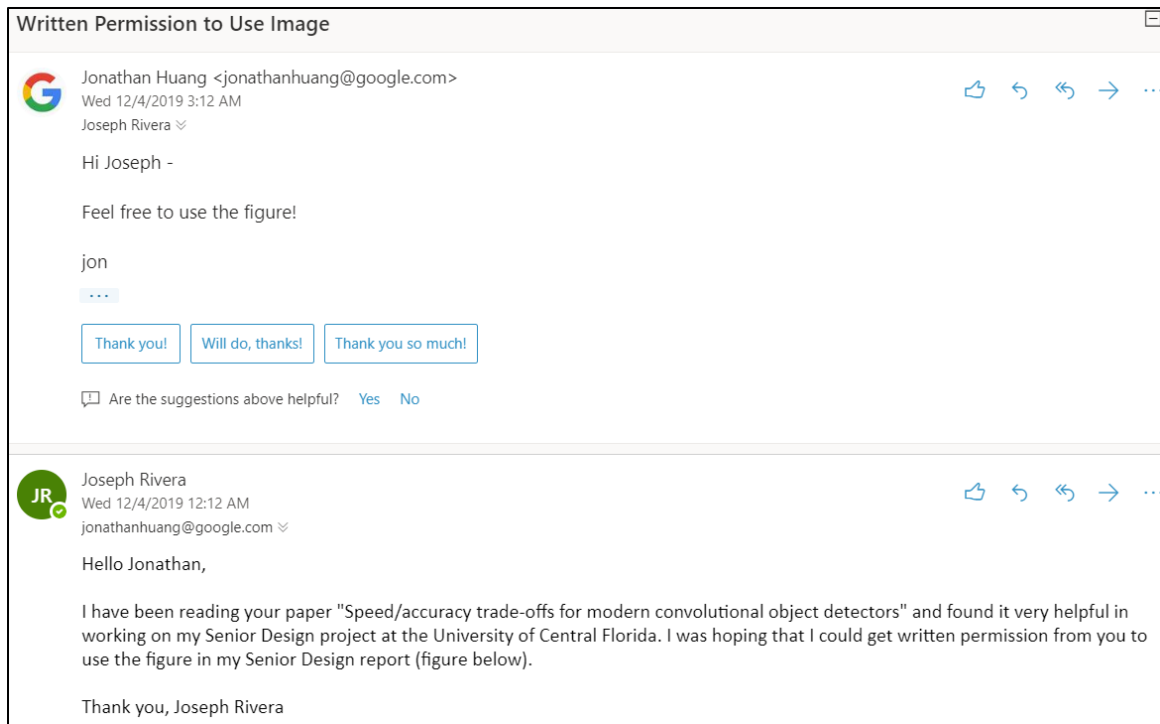 Written Permission to Use Image
Jonathan Huang <jonathanhuang@google.com>
Wed 12/4/2019 3:12 AM
Joseph Rivera
Hi Joseph -
Feel free to use the figure!
jon
...
Thank you!
Will do, thanks!
Thank you so much!
Are the suggestions above helpful? Yes No
JR
Joseph Rivera
Wed 12/4/2019 12:12 AM
jonathanhuang@google.com
Hello Jonathan,
I have been reading your paper "Speed/accuracy trade-offs for modern convolutional object detectors" and found it very helpful in
working on my Senior Design project at the University of Central Florida. I was hoping that I could get written permission from you to
use the figure in my Senior Design report (figure below).
Thank you, Joseph Rivera